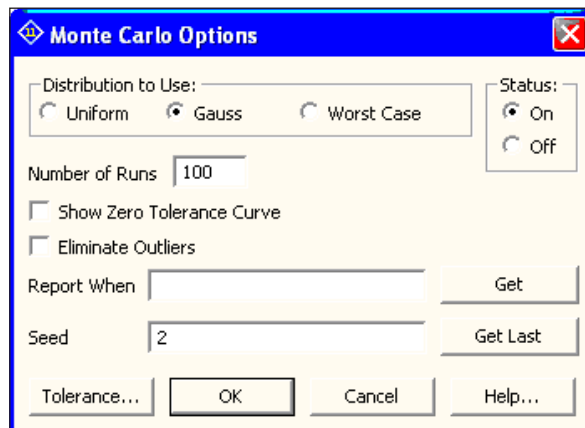 11 Monte Carlo Options
Distribution to Use:
Uniform Gauss Worst Case
Status:
On
Off
Number of Runs 100
Show Zero Tolerance Curve
Eliminate Outliers
Report When Get
Seed 2 Get Last
Tolerance... OK Cancel Help...